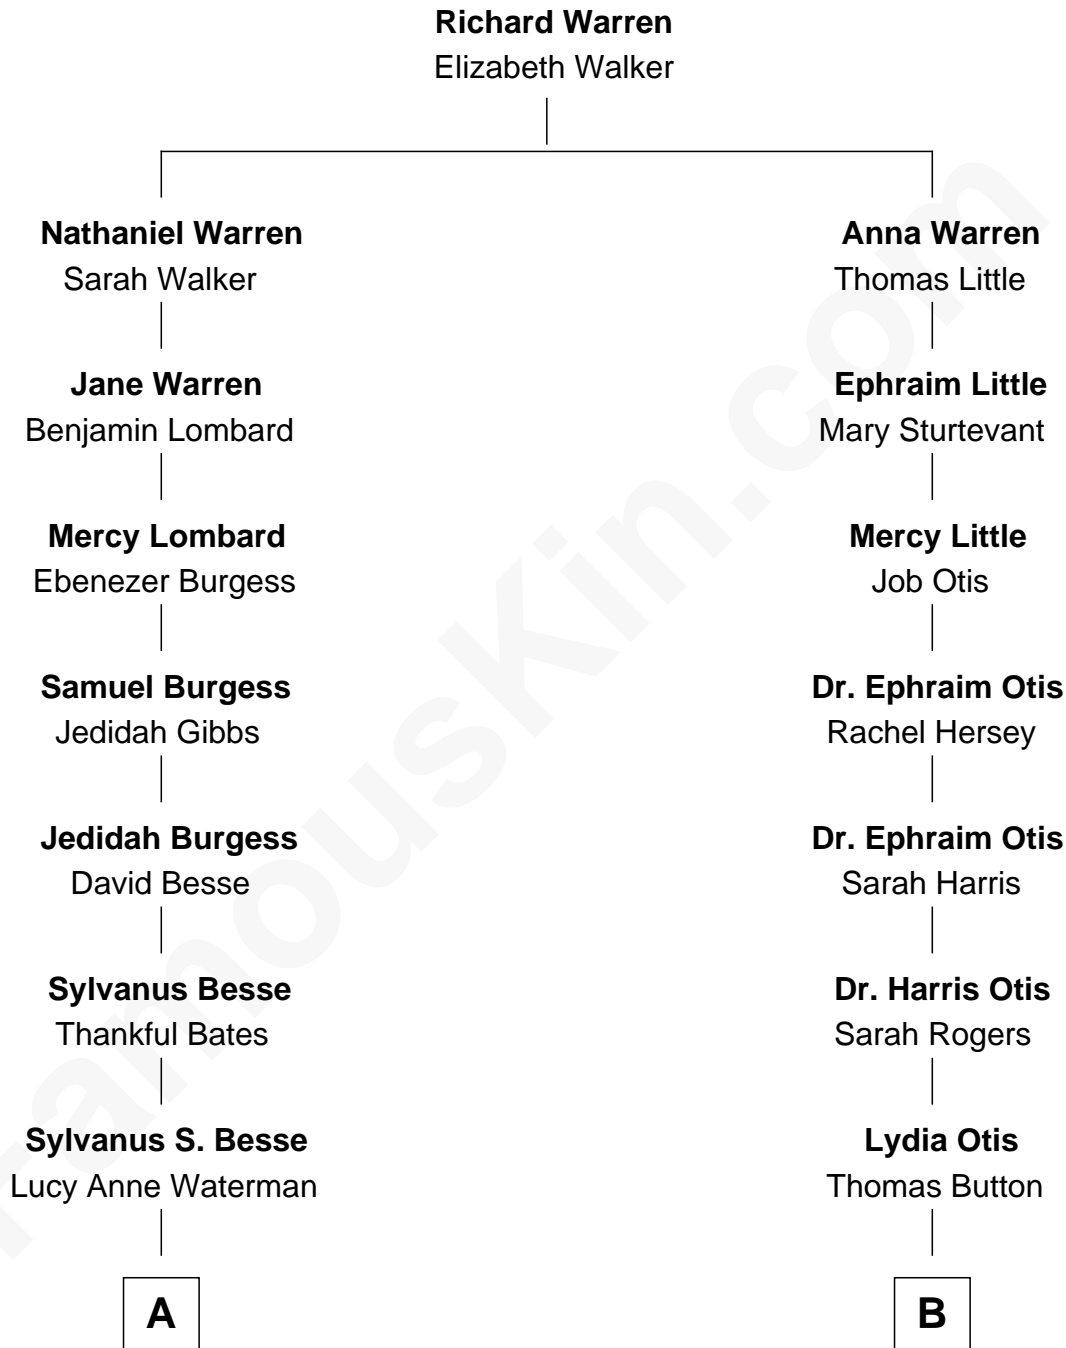 Richard Warren
Elizabeth Walker
Nathaniel Warren
Sarah Walker
Jane Warren
Benjamin Lombard
Mercy Lombard
Ebenezer Burgess
Samuel Burgess
Jedidah Gibbs
Jedidah Burgess
David Besse
Sylvanus Besse
Thankful Bates
Sylvanus S. Besse
Lucy Anne Waterman
A
Anna Warren
Thomas Little
Ephraim Little
Mary Sturtevant
Mercy Little
Job Otis
Dr. Ephraim Otis
Rachel Hersey
Dr. Ephraim Otis
Sarah Harris
Dr. Harris Otis
Sarah Rogers
Lydia Otis
Thomas Button
B
FamousKin.com